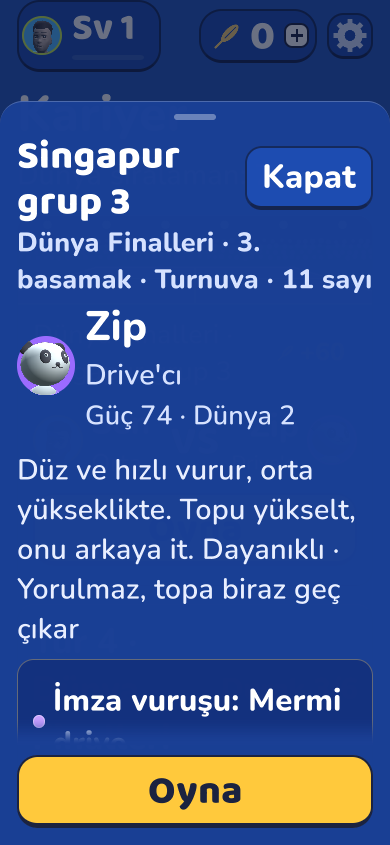 Sv 1
0
Kariyer
Singapur
grup 3
Kapat
Dünya Finalleri · 3.
basamak · Turnuva · 11 sayı
Zip
Drive'cı
Güç 74 · Dünya 2
Düz ve hızlı vurur, orta
yükseklikte. Topu yükselt,
onu arkaya it. Dayanıklı ·
Yorulmaz, topa biraz geç
çıkar
İmza vuruşu: Mermi
drive
Oyna